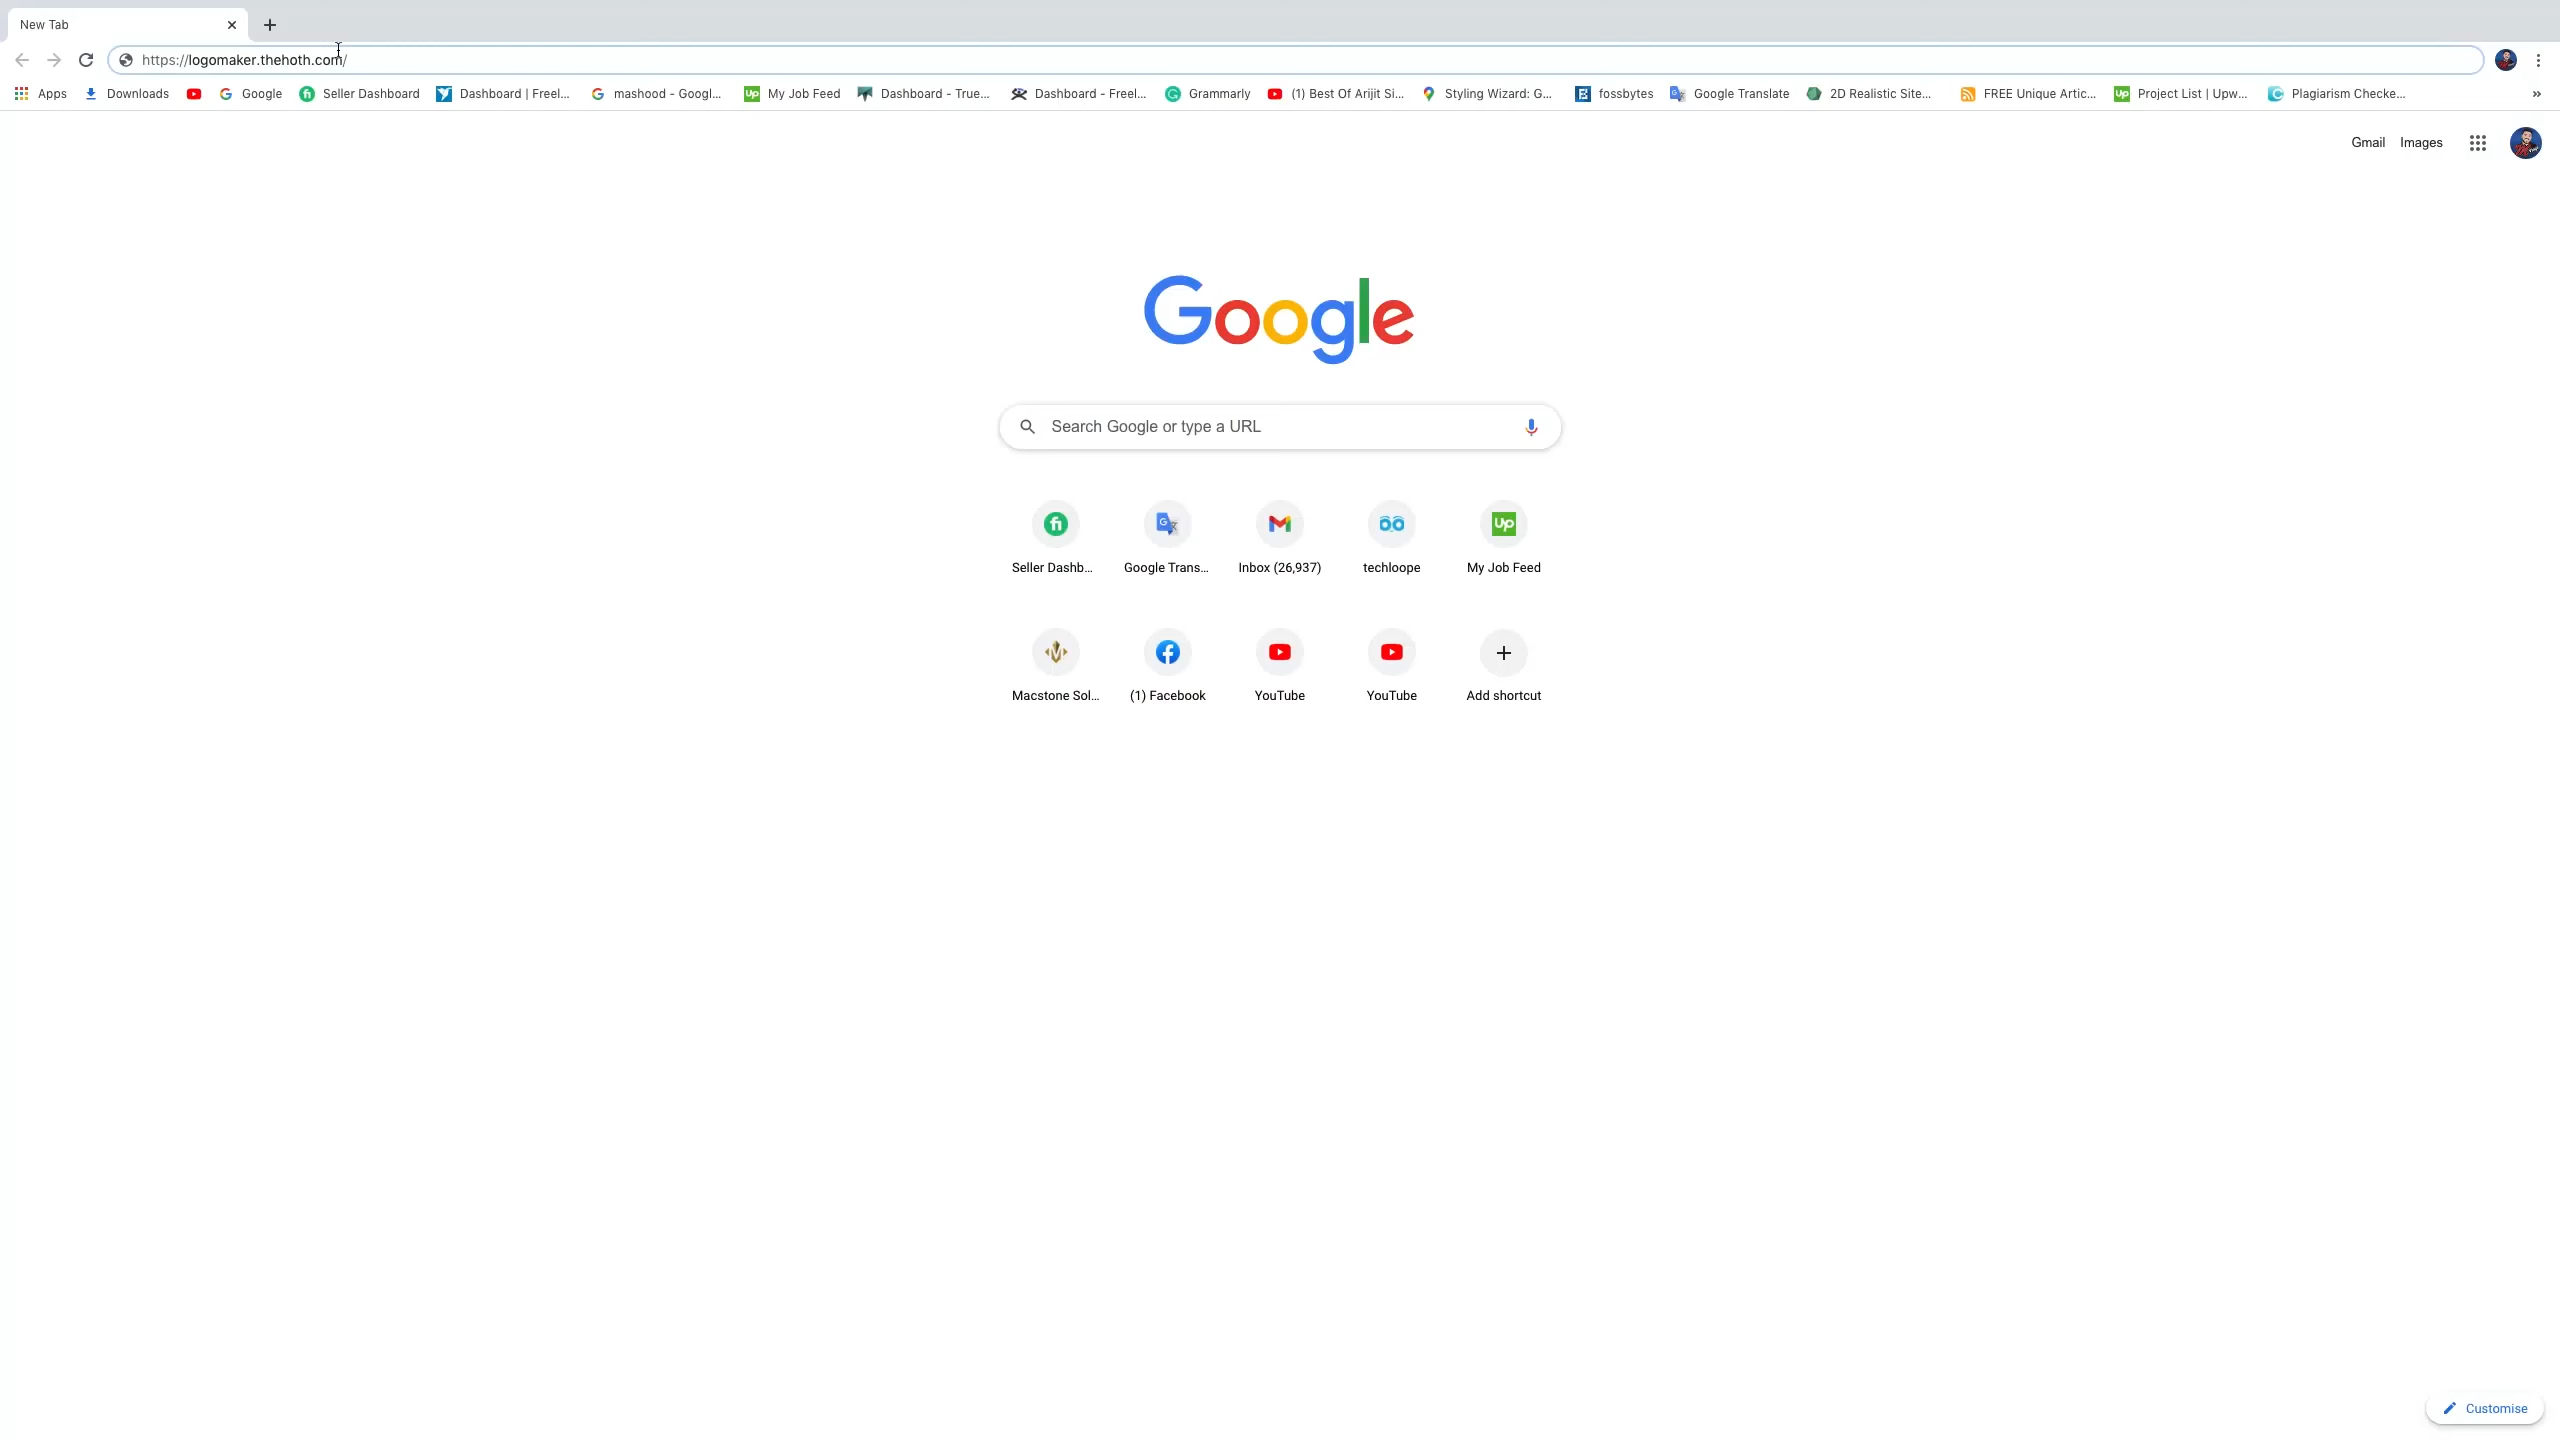 New Tab
https://logomaker.thehoth.com/
Apps Downloads Google Seller Dashboard Dashboard | Freel... mashood - Googl... My Job Feed Dashboard - True... Dashboard - Freel... Grammarly (1) Best Of Arijit Si... Styling Wizard: G... fossbytes Google Translate 2D Realistic Site... FREE Unique Artic... Project List | Upw... Plagiarism Checke... »
Gmail Images
Google
Search Google or type a URL
Seller Dashb... Google Trans... Inbox (26,937) techloope My Job Feed
Macstone Sol... (1) Facebook YouTube YouTube Add shortcut
Customise